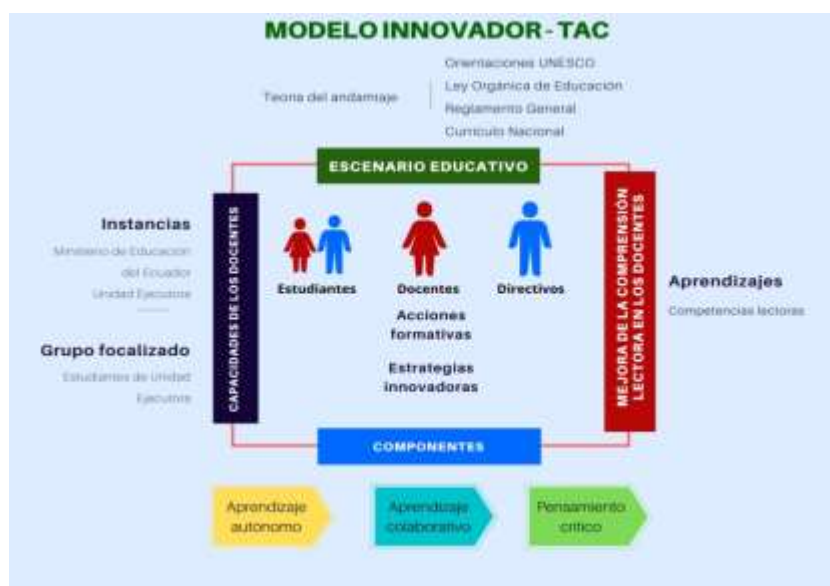 MODELO INNOVADOR - TAC
Teoría del andamiaje
Orientaciones UNESCO
Ley Orgánica de Educación
Reglamento General
Currículo Nacional
ESCENARIO EDUCATIVO
CAPACIDADES DE LOS DOCENTES
Instancias
Ministerio de Educación
del Ecuador
Unidad Ejecutora
Grupo focalizado
Estudiantes de Unidad
Ejecutora
Estudiantes
Docentes
Directivos
Acciones
formativas
Estrategias
innovadoras
MEJORA DE LA COMPRENSIÓN
LECTORA EN LOS DOCENTES
Aprendizajes
Competencias lectoras
COMPONENTES
Aprendizaje
autónomo
Aprendizaje
colaborativo
Pensamiento
crítico